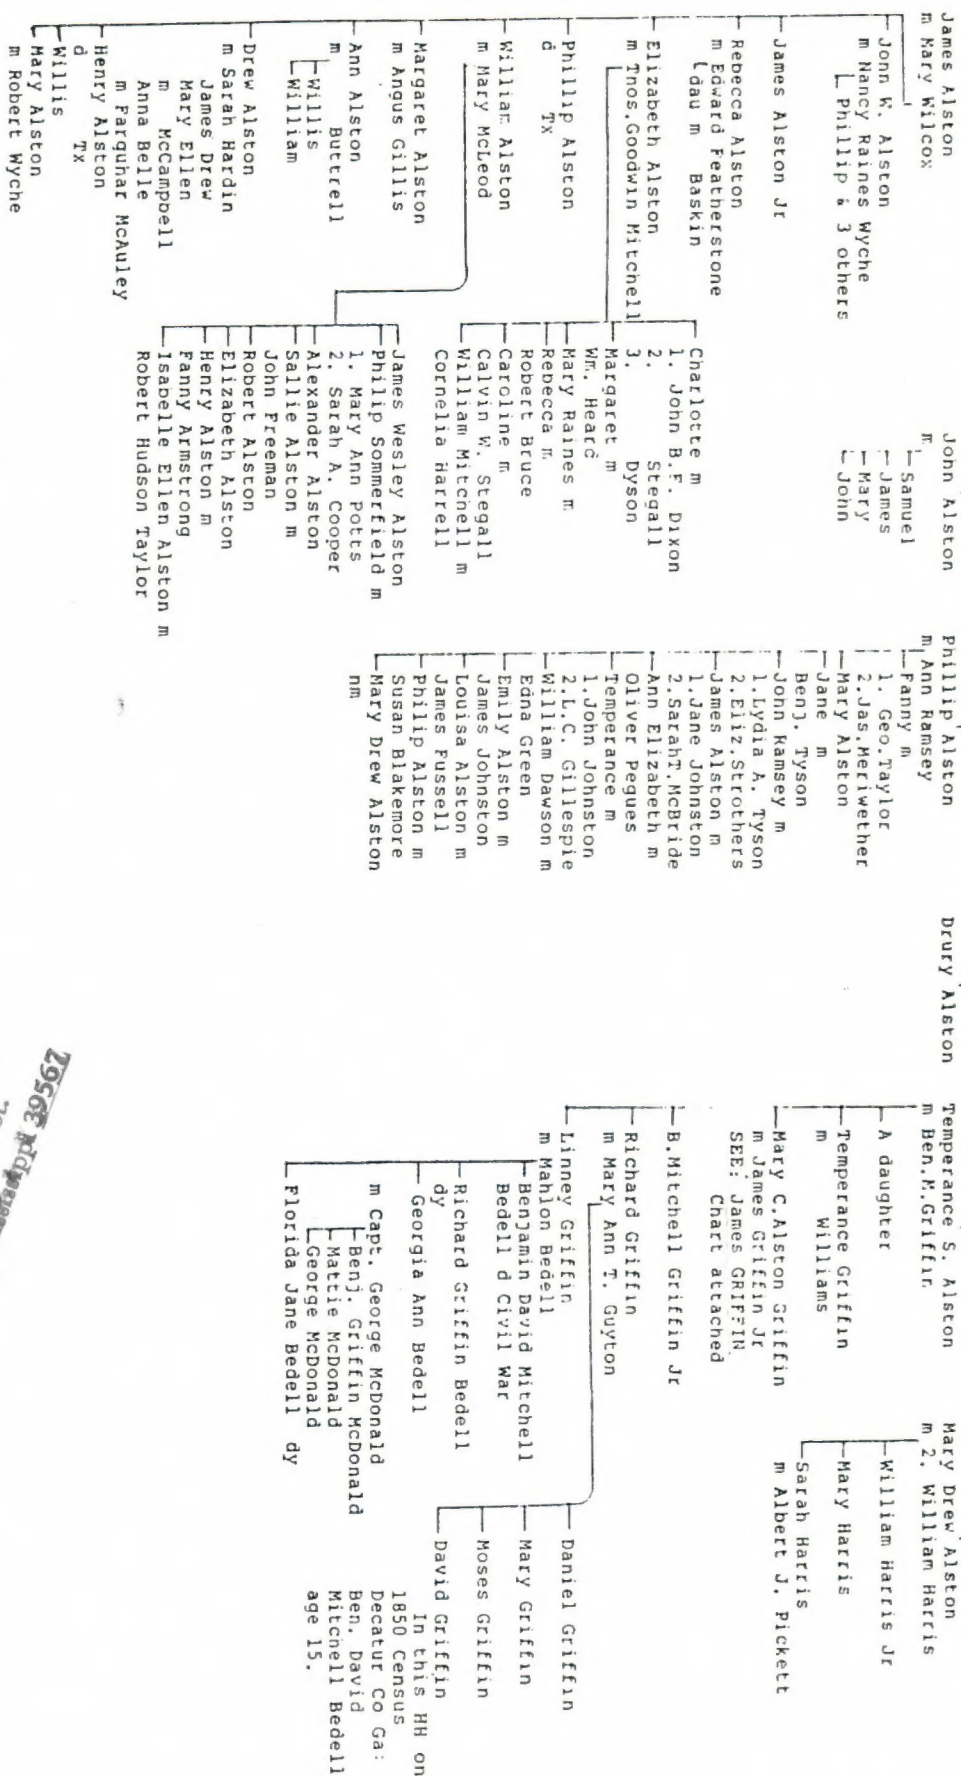 James Alston
m Mary Wilcox
John W. Alston
m Nancy Raines Wyche
Phillip & 3 others
James Alston Jr
Rebecca Alston
m Edward Featherstone
dau m Baskin
Elizabeth Alston
m Thos.Goodwin Mitchell
Phillip Alston
d Tx
William Alston
m Mary McLeod
Margaret Alston
m Angus Gillis
Ann Alston
m Buttrell
Willis
William
Drew Alston
m Sarah Hardin
James Drew
Mary Ellen
m McCampbell
Anna Belle
m Farquhar McAuley
Henry Alston
d Tx
Willis
Mary Alston
m Robert Wyche
Charlotte m
1. John B.F. Dixon
2. Stegall
3. Dyson
Margaret m
Wm. Heard
Mary Raines m
Rebecca m
Robert Bruce
Caroline m
Calvin W. Stegall
William Mitchell m
Cornelia Harrell
James Wesley Alston
Philip Sommerfield m
1. Mary Ann Potts
2. Sarah A. Cooper
Alexander Alston
Sallie Alston m
John Freeman
Robert Alston
Elizabeth Alston
Henry Alston m
Fanny Armstrong
Isabelle Ellen Alston m
Robert Hudson Taylor
John Alston
m
Samuel
James
Mary
John
Phillip Alston
m Ann Ramsey
Fanny m
1. Geo.Taylor
2.Jas.Meriwether
Mary Alston
Jane m
Benj. Tyson
John Ramsey m
1.Lydia A. Tyson
2.Eliz.Strothers
James Alston m
1.Jane Johnston
2.SarahT.McBride
Ann Elizabeth m
Oliver Pegues
Temperance m
1.John Johnston
2.L.C. Gillespie
William Dawson m
Edna Green
Emily Alston m
James Johnston
Louisa Alston m
James Fussell
Philip Alston m
Susan Blakemore
Mary Drew Alston
nm
Drury Alston
Temperance S. Alston
m Ben.M.Griffin
A daughter
Temperance Griffin
m Williams
Mary C.Alston Griffin
m James Griffin Jr
SEE: James GRIFFIN
Chart attached
B.Mitchell Griffin Jr
Richard Griffin
m Mary Ann T. Guyton
Linney Griffin
m Mahlon Bedell
Benjamin David Mitchell
Bedell d Civil War
Richard Griffin Bedell
dy
Georgia Ann Bedell
m Capt. George McDonald
Benj. Griffin McDonald
Mattie McDonald
George McDonald
Florida Jane Bedell dy
Daniel Griffin
Mary Griffin
Moses Griffin
David Griffin
In this HH on
1850 Census
Decatur Co Ga:
Ben. David
Mitchell Bedell
age 15.
Mary Drew Alston
m 2. William Harris
William Harris Jr
Mary Harris
Sarah Harris
m Albert J. Pickett
39567